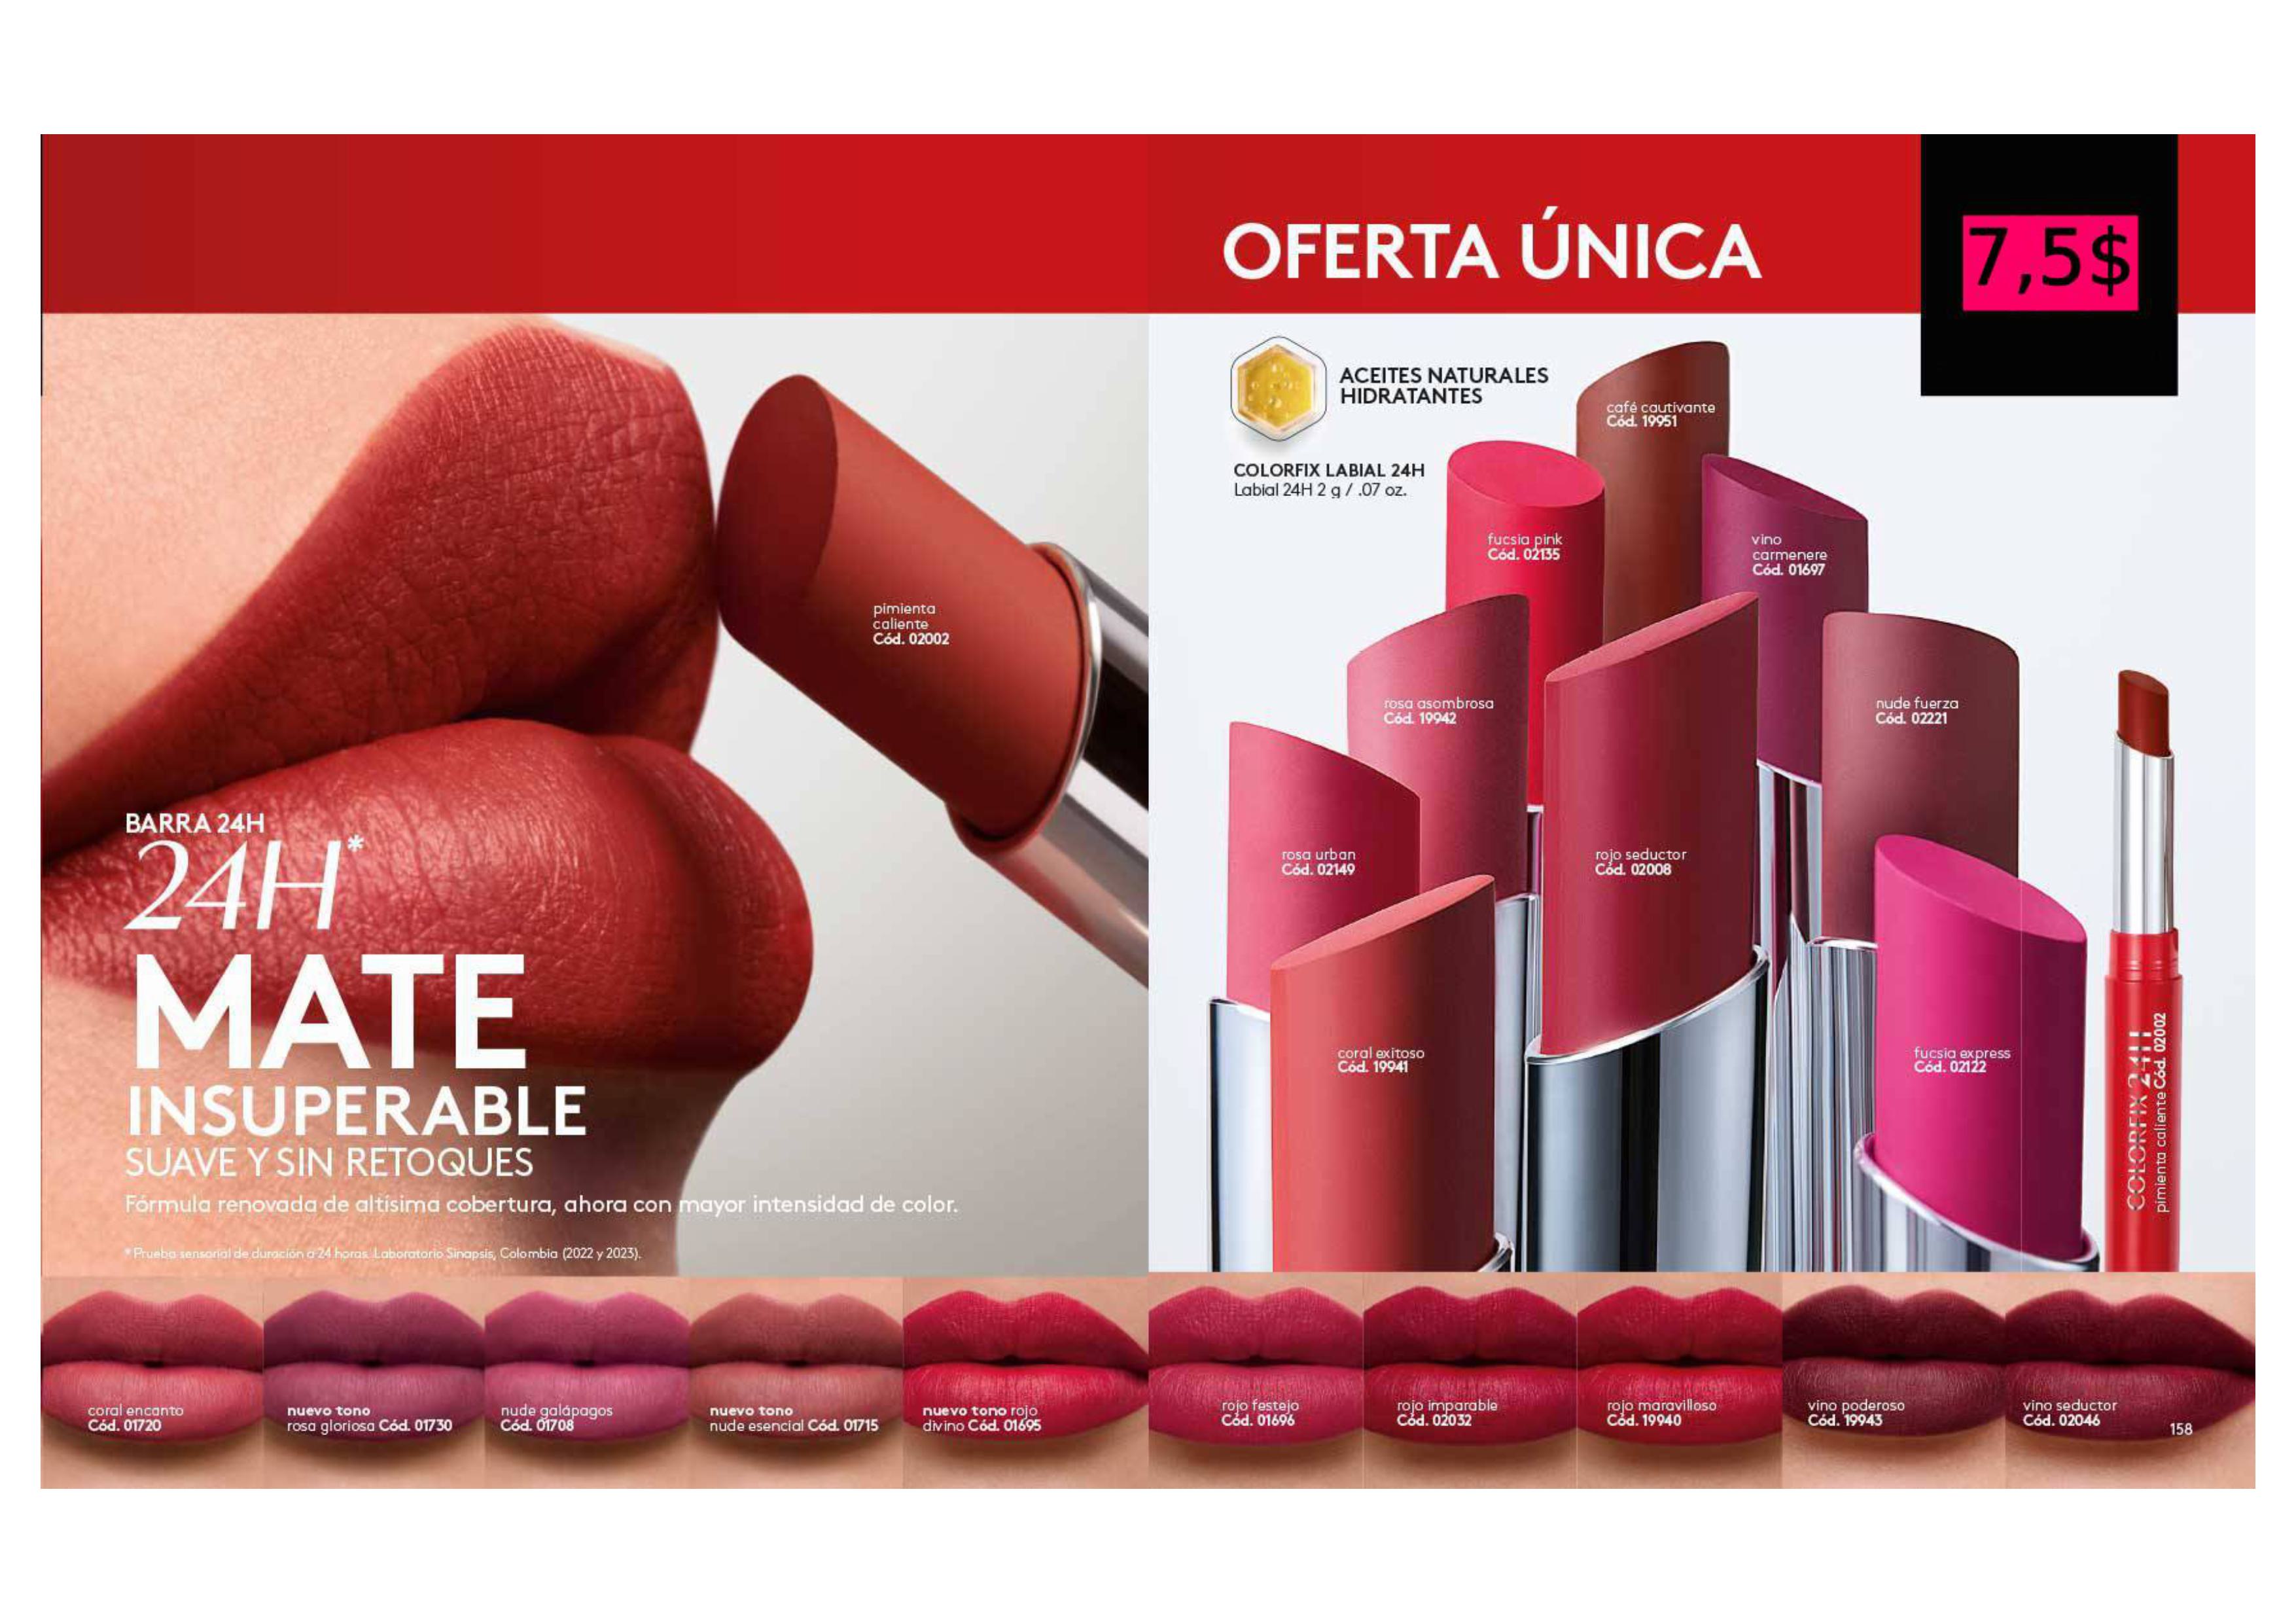 OFERTA ÚNICA
7,5$
ACEITES NATURALES
HIDRATANTES
COLORFIX LABIAL 24H
Labial 24H 2 g / .07 oz.
café cautivante
Cód. 19951
fucsia pink
Cód. 02135
vino
carmenere
Cód. 01697
pimienta
caliente
Cód. 02002
rosa asombrosa
Cód. 19942
nude fuerza
Cód. 02221
rosa urban
Cód. 02149
rojo seductor
Cód. 02008
coral exitoso
Cód. 19941
fucsia express
Cód. 02122
COLORFIX 24H
pimienta caliente Cód. 02002
BARRA 24H
24H*
MATE
INSUPERABLE
SUAVE Y SIN RETOQUES
Fórmula renovada de altísima cobertura, ahora con mayor intensidad de color.
* Prueba sensorial de duración a 24 horas. Laboratorio Sinapsis, Colombia (2022 y 2023).
coral encanto
Cód. 01720
nuevo tono
rosa gloriosa Cód. 01730
nude galápagos
Cód. 01708
nuevo tono
nude esencial Cód. 01715
nuevo tono rojo
divino Cód. 01695
rojo festejo
Cód. 01696
rojo imparable
Cód. 02032
rojo maravilloso
Cód. 19940
vino poderoso
Cód. 19943
vino seductor
Cód. 02046
158